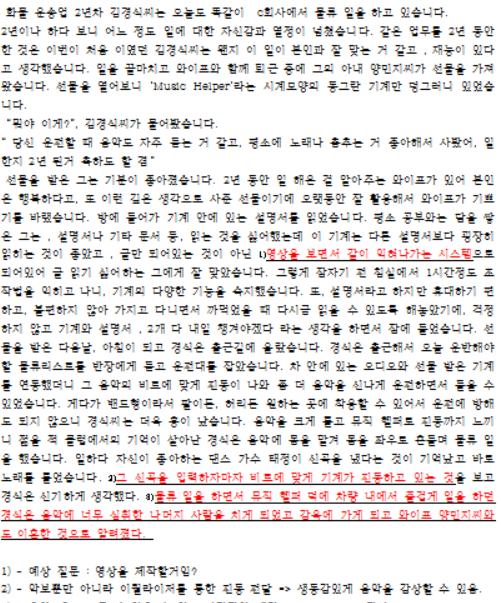 화물 운송업 2년차 김경식씨는 오늘도 똑같이 c회사에서 물류 일을 하고 있습니다.
2년이나 하다 보니 어느 정도 일에 대한 자신감과 열정이 넘쳤습니다. 같은 업무를 2년 동안
한 것은 이번이 처음 이였던 김경식씨는 왠지 이 일이 본인과 잘 맞는 거 같고 , 재능이 있다
고 생각했습니다. 일을 끝마치고 와이프와 함께 퇴근 중에 그의 아내 양민지씨가 선물을 가져
왔습니다. 선물을 열어보니 'Music Helper'라는 시계모양의 동그란 기계만 덩그러니 있었습
니다.
"뭐야 이게?", 김경식씨가 물어봤습니다.
" 당신 운전할 때 음악도 자주 듣는 거 같고, 평소에 노래나 춤추는 거 좋아해서 사봤어, 일
한지 2년 된거 축하도 할 겸"
선물을 받은 그는 기분이 좋아졌습니다. 2년 동안 일 해온 걸 알아주는 와이프가 있어 본인
은 행복하다고, 또 이런 깊은 생각으로 사준 선물이기에 오랫동안 잘 활용해서 와이프가 기쁘
기를 바랬습니다. 방에 들어가 기계 안에 있는 설명서를 읽었습니다. 평소 공부와는 담을 쌓
은 그는 , 설명서나 기타 문서 등, 읽는 것을 싫어했는데 이 기계는 다른 설명서보다 굉장히
읽히는 것이 좋았고 , 글만 되어있는 것이 아닌 1)영상을 보면서 같이 익혀나가는 시스템으로
되어있어 글 읽기 싫어하는 그에게 잘 맞았습니다. 그렇게 잠자기 전 침실에서 1시간정도 조
작법을 익히고 나니, 기계의 다양한 기능을 숙지했습니다. 또, 설명서라고 하지만 휴대하기 편
하고, 불편하지 않아 가지고 다니면서 까먹었을 때 다시금 읽을 수 있도록 해놓았기에, 걱정
하지 않고 기계와 설명서 , 2개 다 내일 챙겨야겠다 라는 생각을 하면서 잠에 들었습니다. 선
물을 받은 다음날, 아침이 되고 경식은 출근길에 올랐습니다. 경식은 출근해서 오늘 운반해야
할 물류리스트를 반장에게 듣고 운전대를 잡았습니다. 차 안에 있는 오디오와 선물 받은 기계
를 연동했더니 그 음악의 비트에 맞게 진동이 나와 좀 더 음악을 신나게 운전하면서 들을 수
있었습니다. 게다가 밴드형이라서 팔이든, 허리든 원하는 곳에 착용할 수 있어서 운전에 방해
도 되지 않으니 경식씨는 더욱 흥이 났습니다. 음악을 크게 틀고 뮤직 헬퍼로 진동까지 느끼
니 젊을 적 클럽에서의 기억이 살아난 경식은 음악에 몸을 맡겨 몸을 좌우로 흔들며 물류 일
을 했습니다. 일하다 자신이 좋아하는 댄스 가수 태정이 신곡을 냈다는 것이 기억났고 바로
노래를 틀었습니다. 2)그 신곡을 입력하자마자 비트에 맞게 기계가 진동하고 있는 것을 보고
경식은 신기하게 생각했다. 3)물류 일을 하면서 뮤직 헬퍼 덕에 차량 내에서 즐겁게 일을 하던
경식은 음악에 너무 심취한 나머지 사람을 치게 되었고 감옥에 가게 되고 와이프 양민지씨와
도 이혼한 것으로 알려졌다.
1) - 예상 질문 : 영상을 제작할거임?
2) - 악보뿐만 아니라 이퀄라이저를 통한 진동 전달 => 생동감있게 음악을 감상할 수 있음.